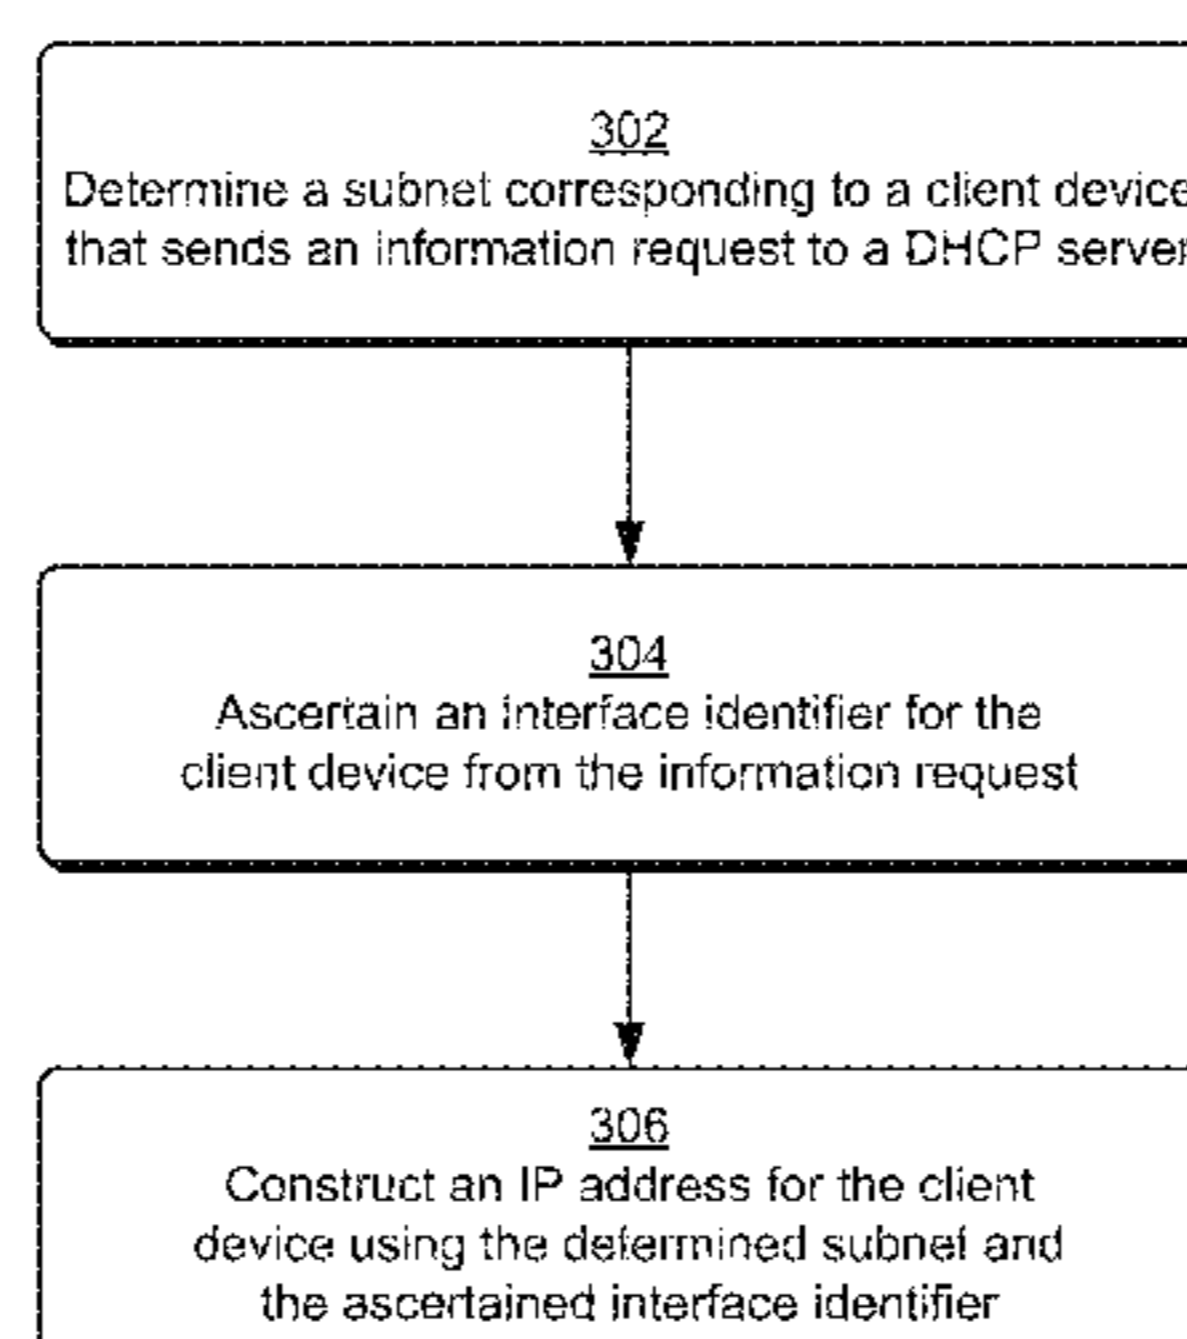 302
Determine a subnet corresponding to a client device
that sends an information request to a DHCP server
304
Ascertain an interface identifier for the
client device from the information request
306
Construct an IP address for the client
device using the determined subnet and
the ascertained interface identifier